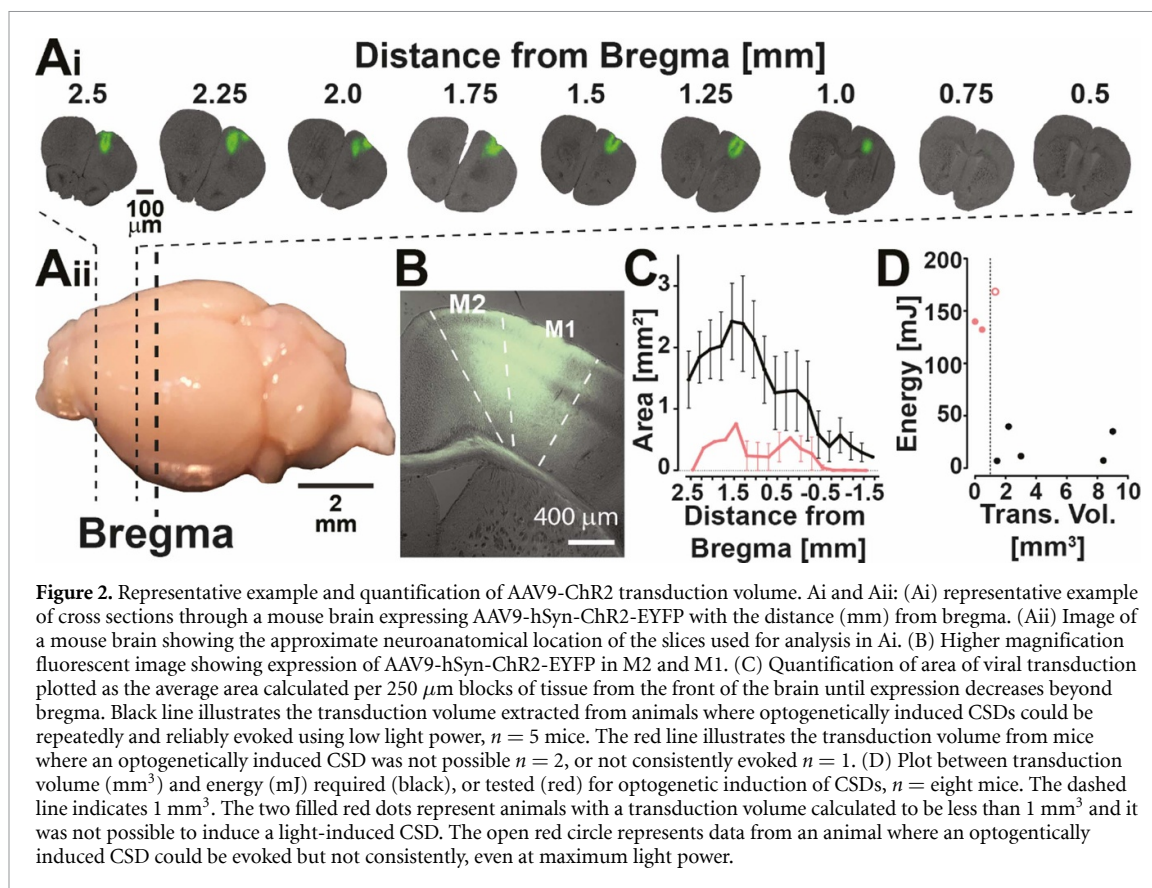 Ai
Distance from Bregma [mm]
2.5 2.25 2.0 1.75 1.5 1.25 1.0 0.75 0.5
100
μm
Aii
Bregma
2
mm
B
M2
M1
400 μm
C
Area [mm²]
3
2
1
0
2.5 1.5 0.5 -0.5 -1.5
Distance from
Bregma [mm]
D
Energy [mJ]
200
150
100
50
0
0 2 4 6 8 10
Trans. Vol.
[mm³]
Figure 2. Representative example and quantification of AAV9-ChR2 transduction volume. Ai and Aii: (Ai) representative example
of cross sections through a mouse brain expressing AAV9-hSyn-ChR2-EYFP with the distance (mm) from bregma. (Aii) Image of
a mouse brain showing the approximate neuroanatomical location of the slices used for analysis in Ai. (B) Higher magnification
fluorescent image showing expression of AAV9-hSyn-ChR2-EYFP in M2 and M1. (C) Quantification of area of viral transduction
plotted as the average area calculated per 250 μm blocks of tissue from the front of the brain until expression decreases beyond
bregma. Black line illustrates the transduction volume extracted from animals where optogenetically induced CSDs could be
repeatedly and reliably evoked using low light power, n = 5 mice. The red line illustrates the transduction volume from mice
where an optogenetically induced CSD was not possible n = 2, or not consistently evoked n = 1. (D) Plot between transduction
volume (mm³) and energy (mJ) required (black), or tested (red) for optogenetic induction of CSDs, n = eight mice. The dashed
line indicates 1 mm³. The two filled red dots represent animals with a transduction volume calculated to be less than 1 mm³ and it
was not possible to induce a light-induced CSD. The open red circle represents data from an animal where an optogentically
induced CSD could be evoked but not consistently, even at maximum light power.